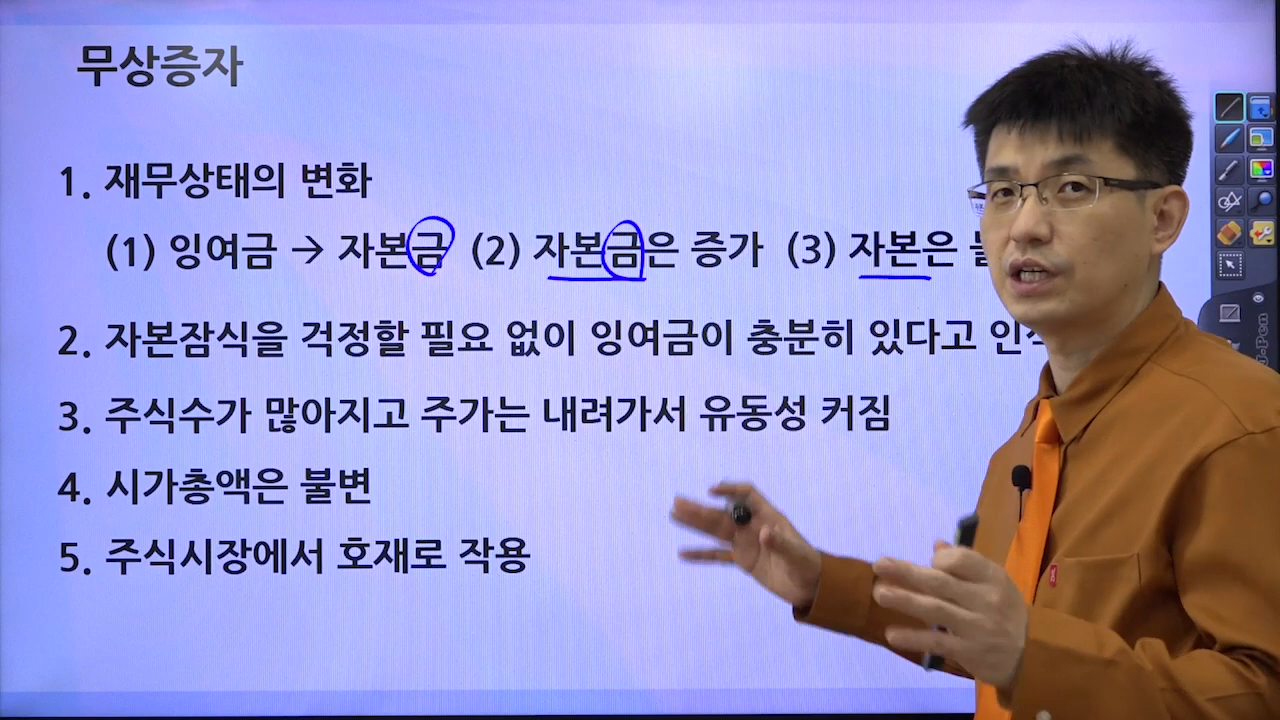 무상증자
1. 재무상태의 변화
(1) 잉여금 → 자본금 (2) 자본금은 증가 (3) 자본은
2. 자본잠식을 걱정할 필요 없이 잉여금이 충분히 있다고
3. 주식수가 많아지고 주가는 내려가서 유동성 커짐
4. 시가총액은 불변
5. 주식시장에서 호재로 작용